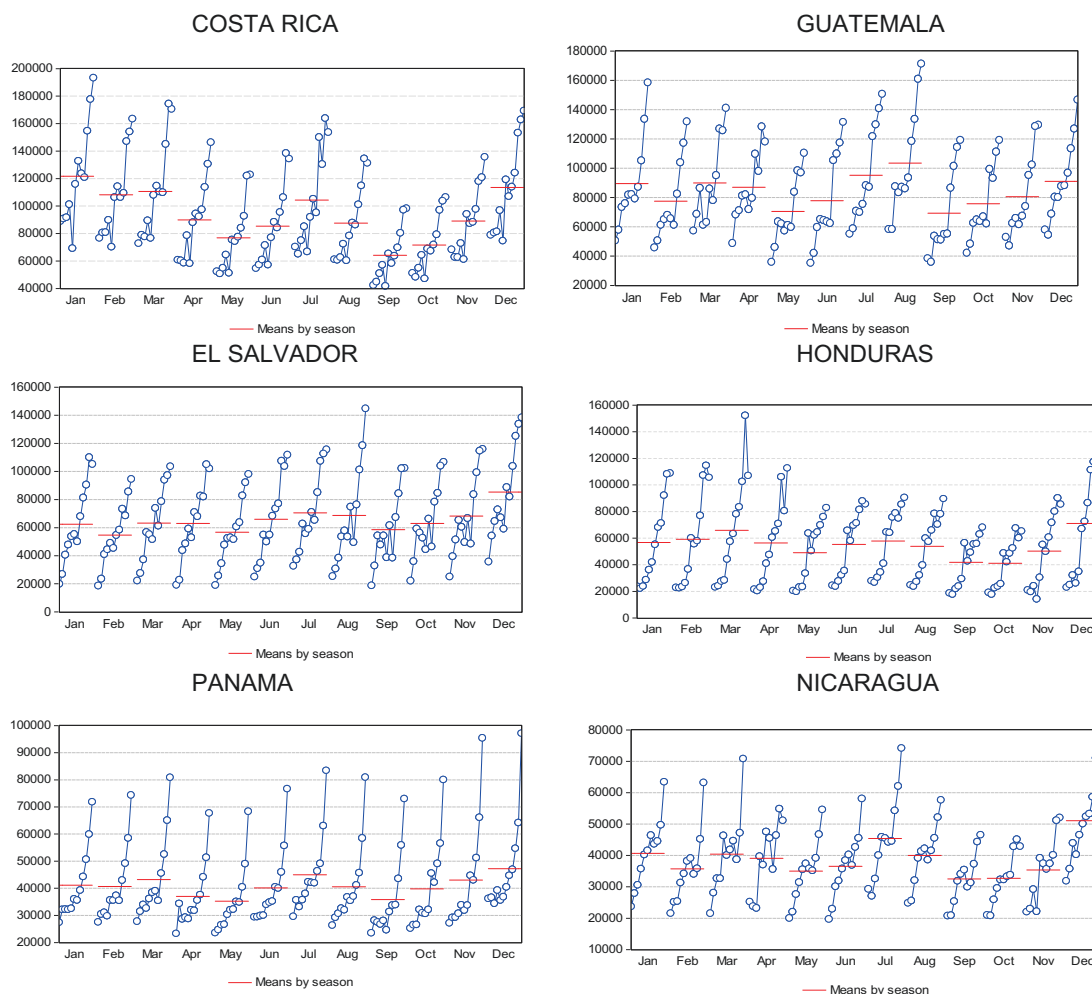 COSTA RICA
200000
180000
160000
140000
120000
100000
80000
60000
40000
Jan Feb Mar Apr May Jun Jul Aug Sep Oct Nov Dec
Means by season
GUATEMALA
180000
160000
140000
120000
100000
80000
60000
40000
20000
Jan Feb Mar Apr May Jun Jul Aug Sep Oct Nov Dec
Means by season
EL SALVADOR
160000
140000
120000
100000
80000
60000
40000
20000
0
Jan Feb Mar Apr May Jun Jul Aug Sep Oct Nov Dec
Means by season
HONDURAS
160000
140000
120000
100000
80000
60000
40000
20000
0
Jan Feb Mar Apr May Jun Jul Aug Sep Oct Nov Dec
Means by season
PANAMA
100000
90000
80000
70000
60000
50000
40000
30000
20000
Jan Feb Mar Apr May Jun Jul Aug Sep Oct Nov Dec
Means by season
NICARAGUA
80000
70000
60000
50000
40000
30000
20000
10000
Jan Feb Mar Apr May Jun Jul Aug Sep Oct Nov Dec
Means by season